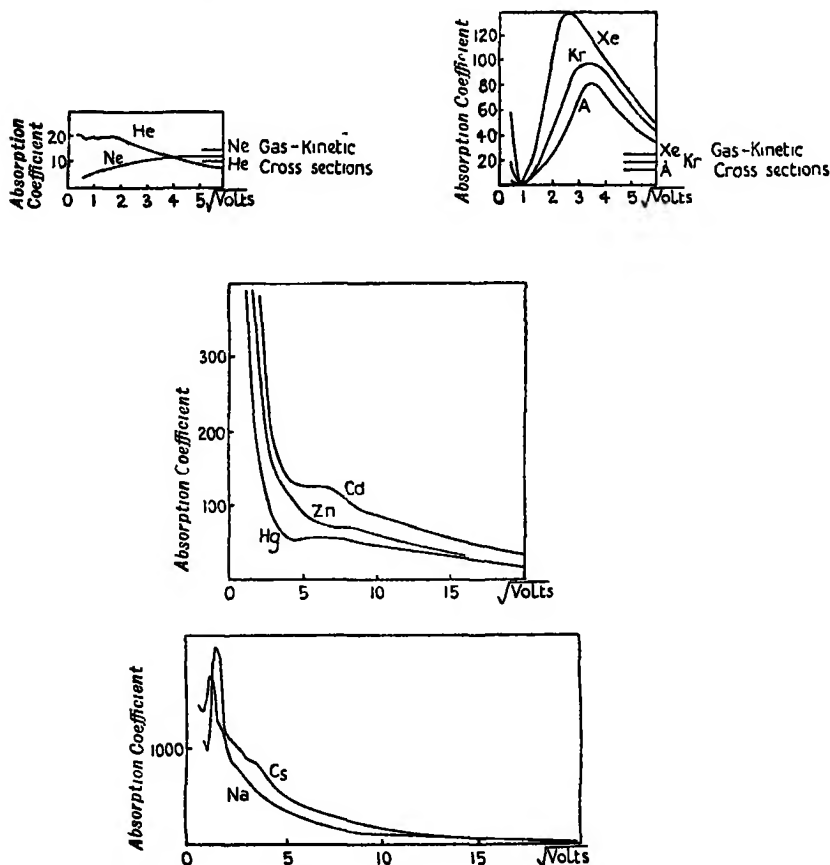 Absorption
Coefficient
20
10
He
Ne
Ne Gas-Kinetic
He Cross sections
0 1 2 3 4 5 √Volts
Absorption Coefficient
120
100
80
60
40
20
Xe
Kr
A
Xe Gas-Kinetic
Kr
A Cross sections
0 1 2 3 4 5 √Volts
Absorption Coefficient
300
200
100
Cd
Zn
Hg
0 5 10 15 √Volts
Absorption Coefficient
1000
Cs
Na
0 5 10 15 √Volts